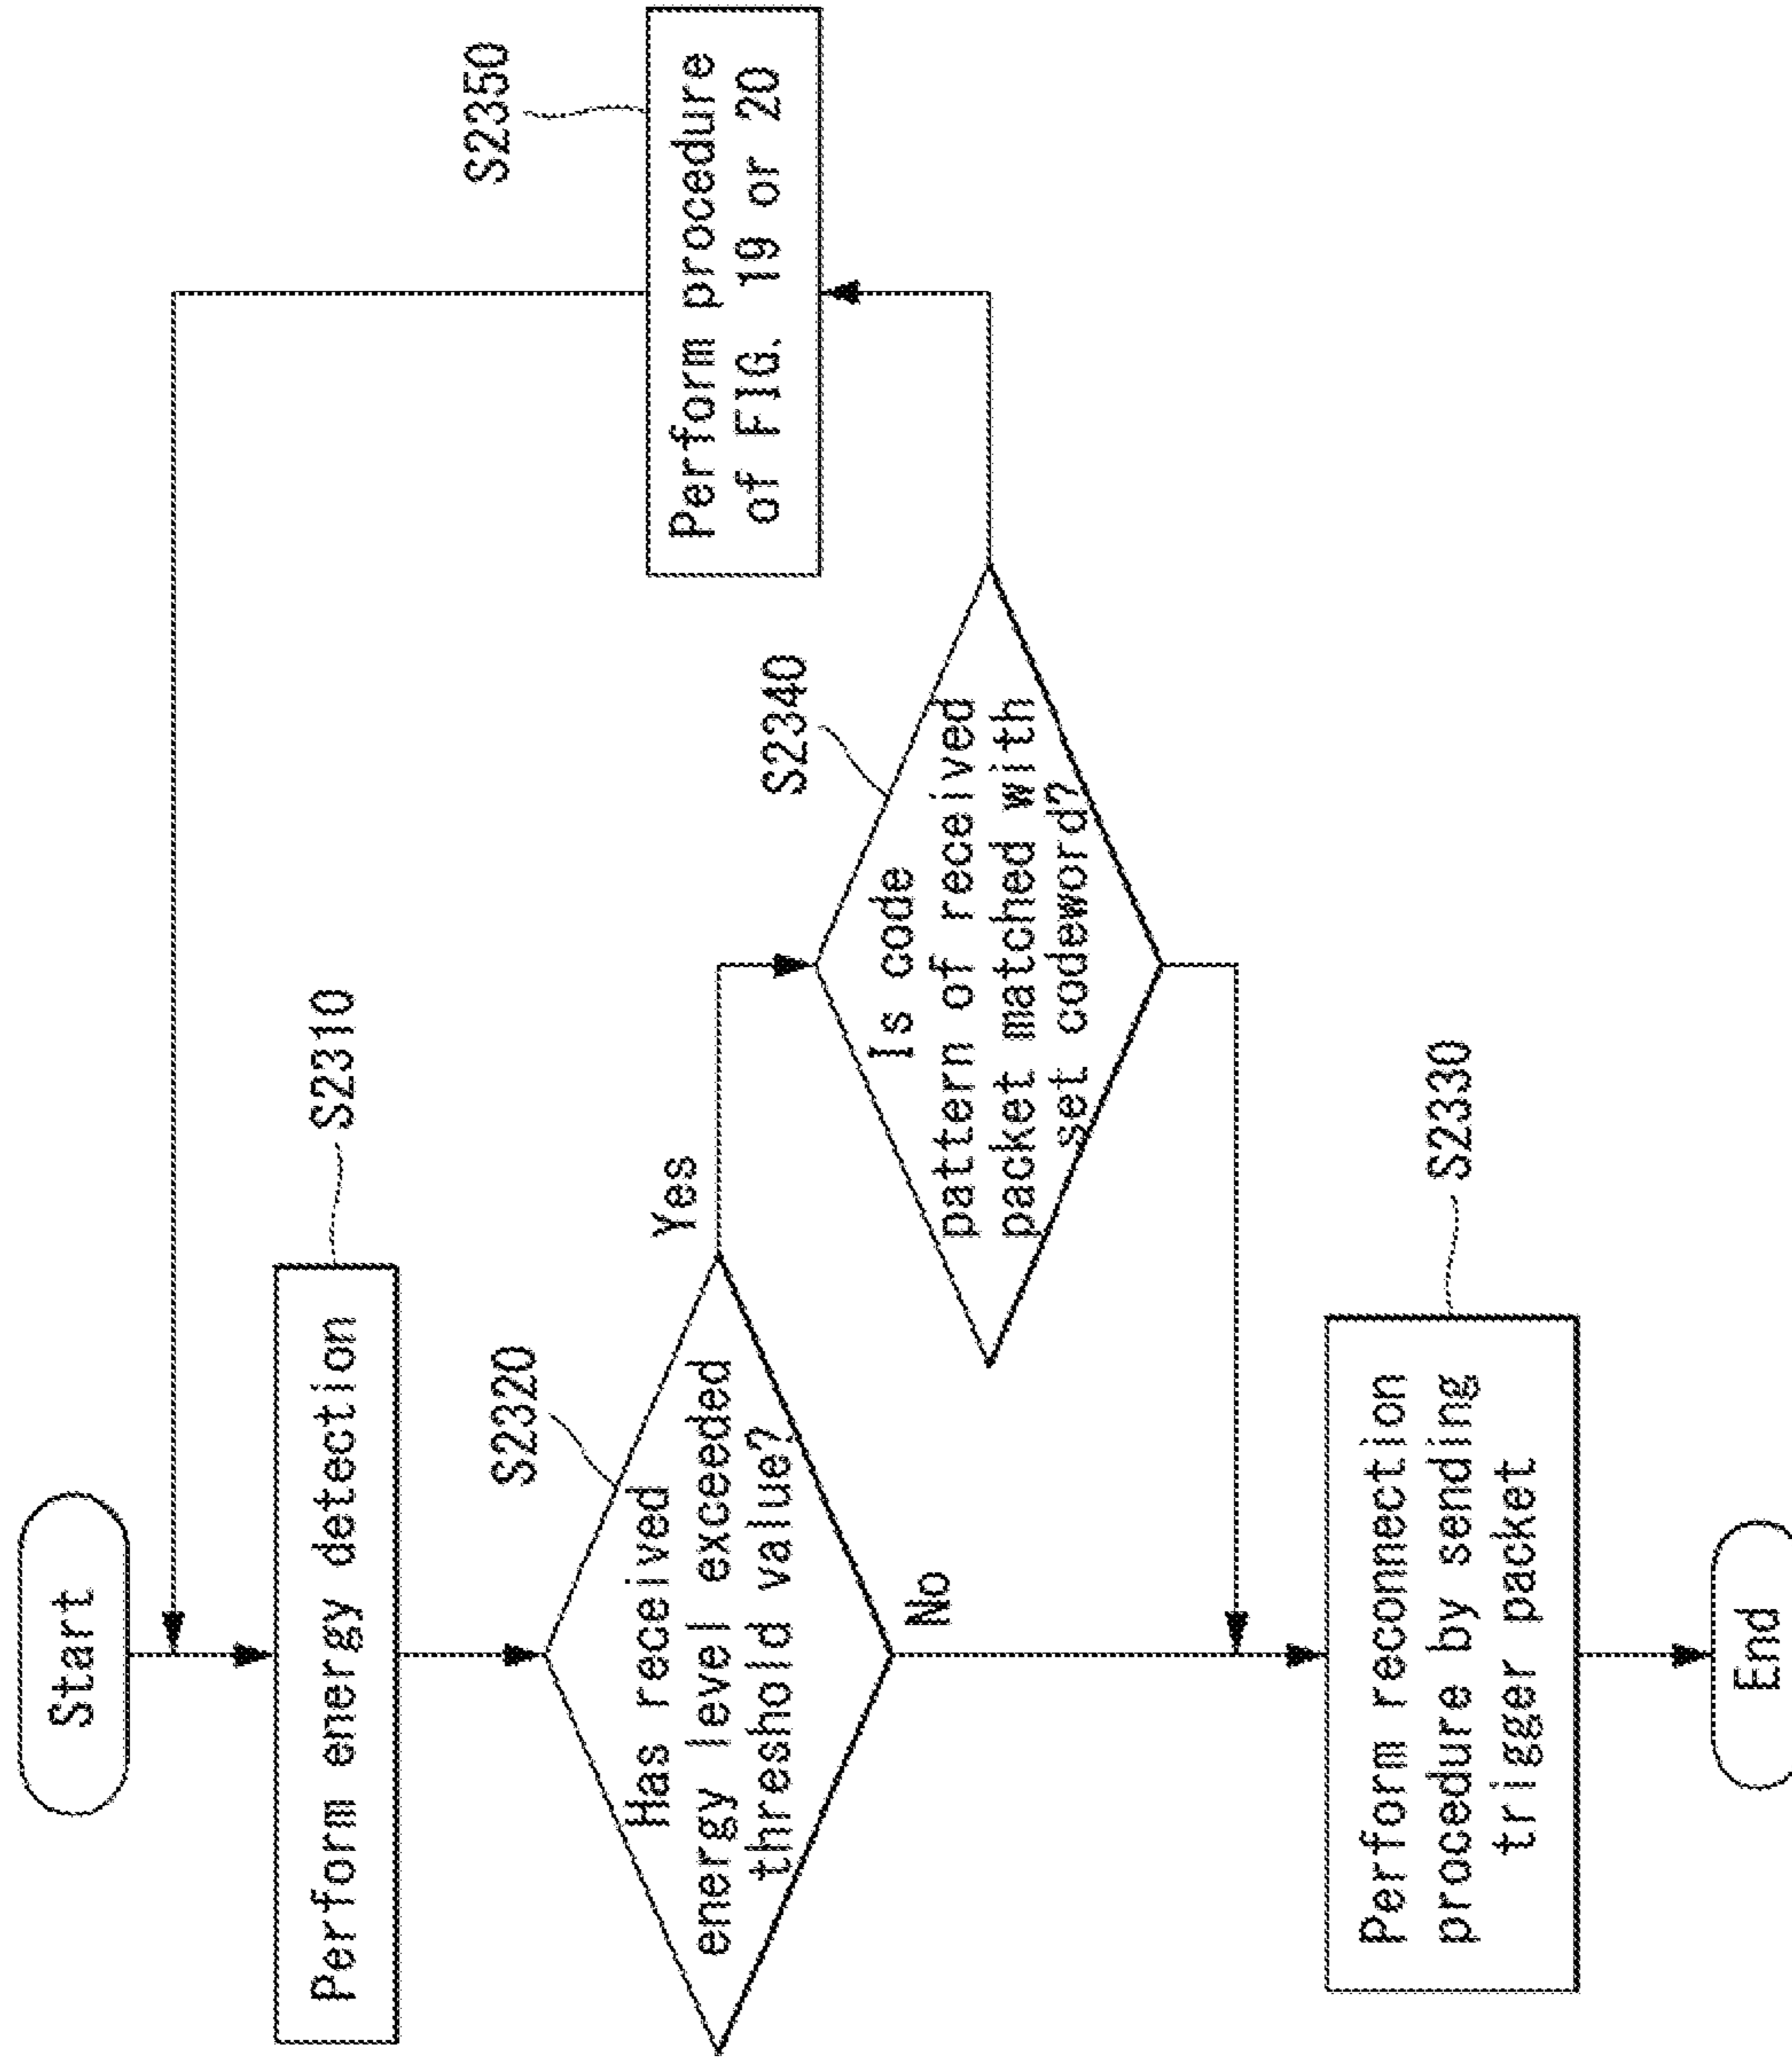 Start
Perform energy detection
S2310
Has received
energy level exceeded
threshold value?
S2320
Yes
No
Is code
pattern of received
packet matched with
set codeword?
S2340
Perform procedure
of FIG. 19 or 20
S2350
Perform reconnection
procedure by sending
trigger packet
S2330
End